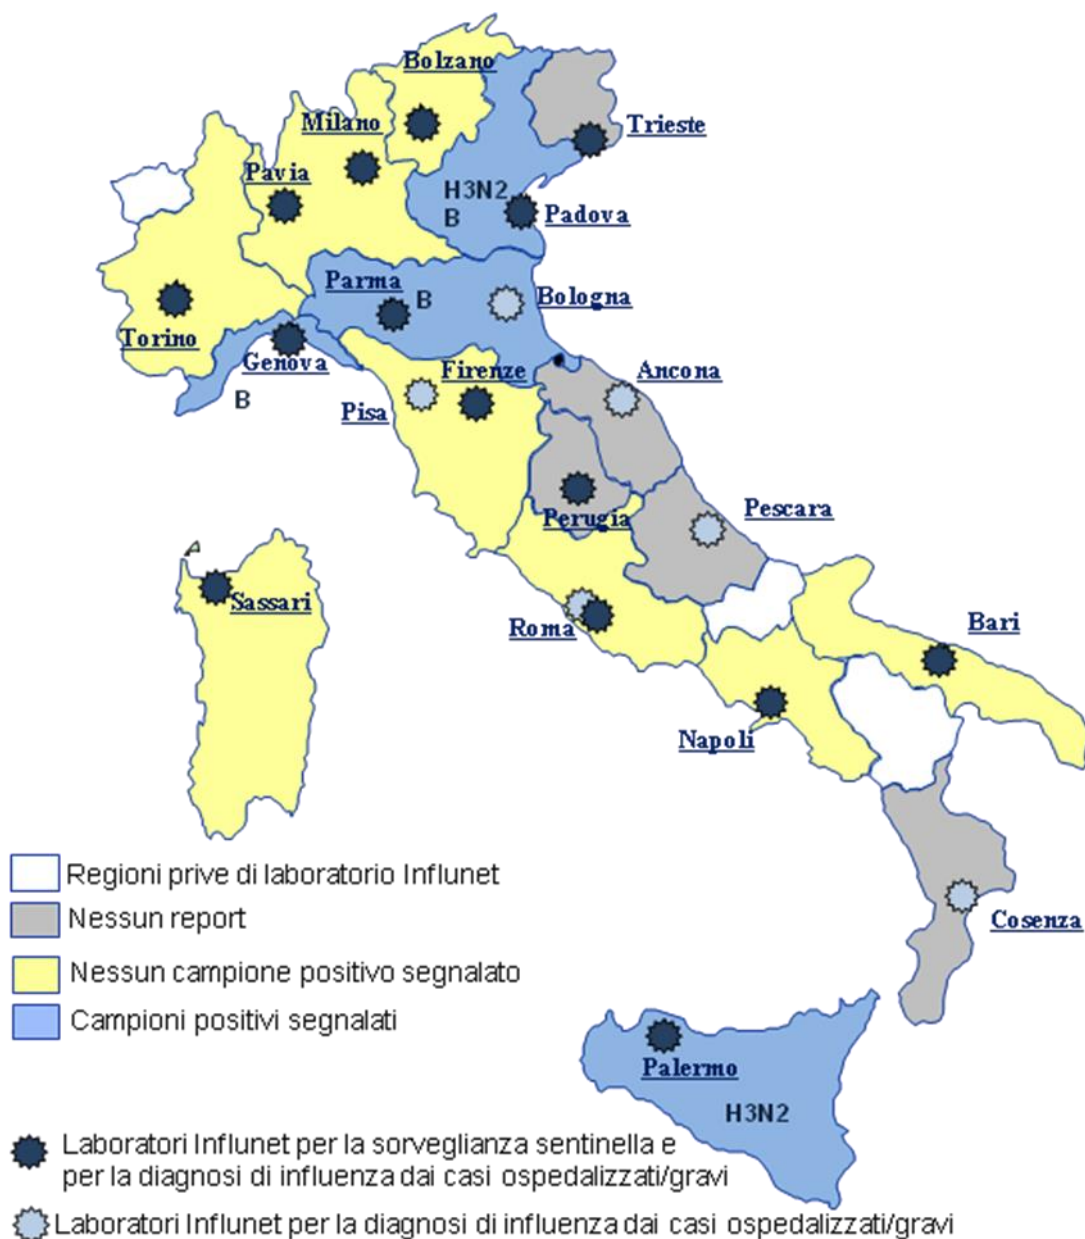 Bolzano
Milano
Trieste
Pavia
H3N2
B
Padova
Parma
B
Bologna
Torino
Genova
B
Firenze
Ancona
Pisa
Perugia
Pescara
Sassari
Roma
Bari
Napoli
Regioni prive di laboratorio Influnet
Nessun report
Cosenza
Nessun campione positivo segnalato
Campioni positivi segnalati
Palermo
H3N2
Laboratori Influnet per la sorveglianza sentinella e
per la diagnosi di influenza dai casi ospedalizzati/gravi
Laboratori Influnet per la diagnosi di influenza dai casi ospedalizzati/gravi